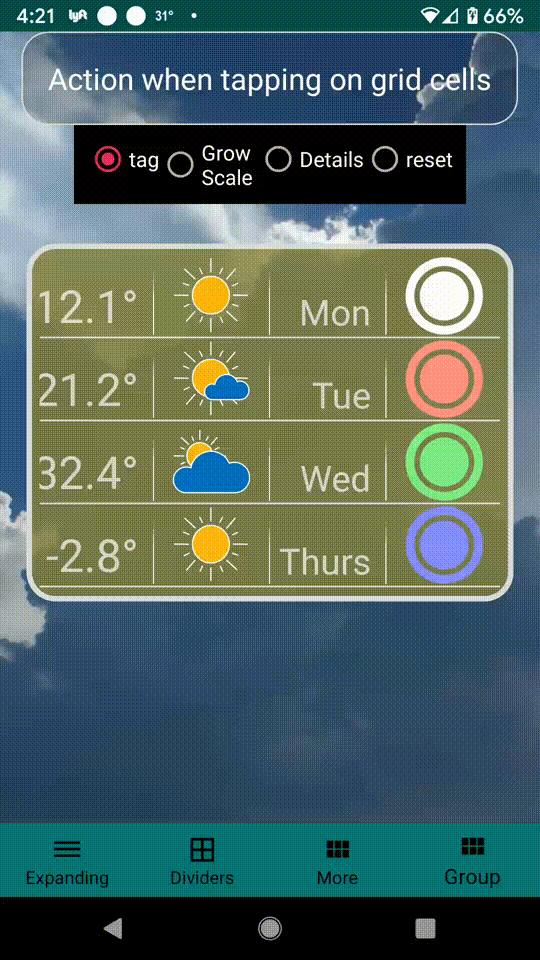 4:21 lyft 31° 66%
Action when tapping on grid cells
tag Grow Scale Details reset
12.1° Mon
21.2° Tue
32.4° Wed
-2.8° Thurs
Expanding Dividers More Group